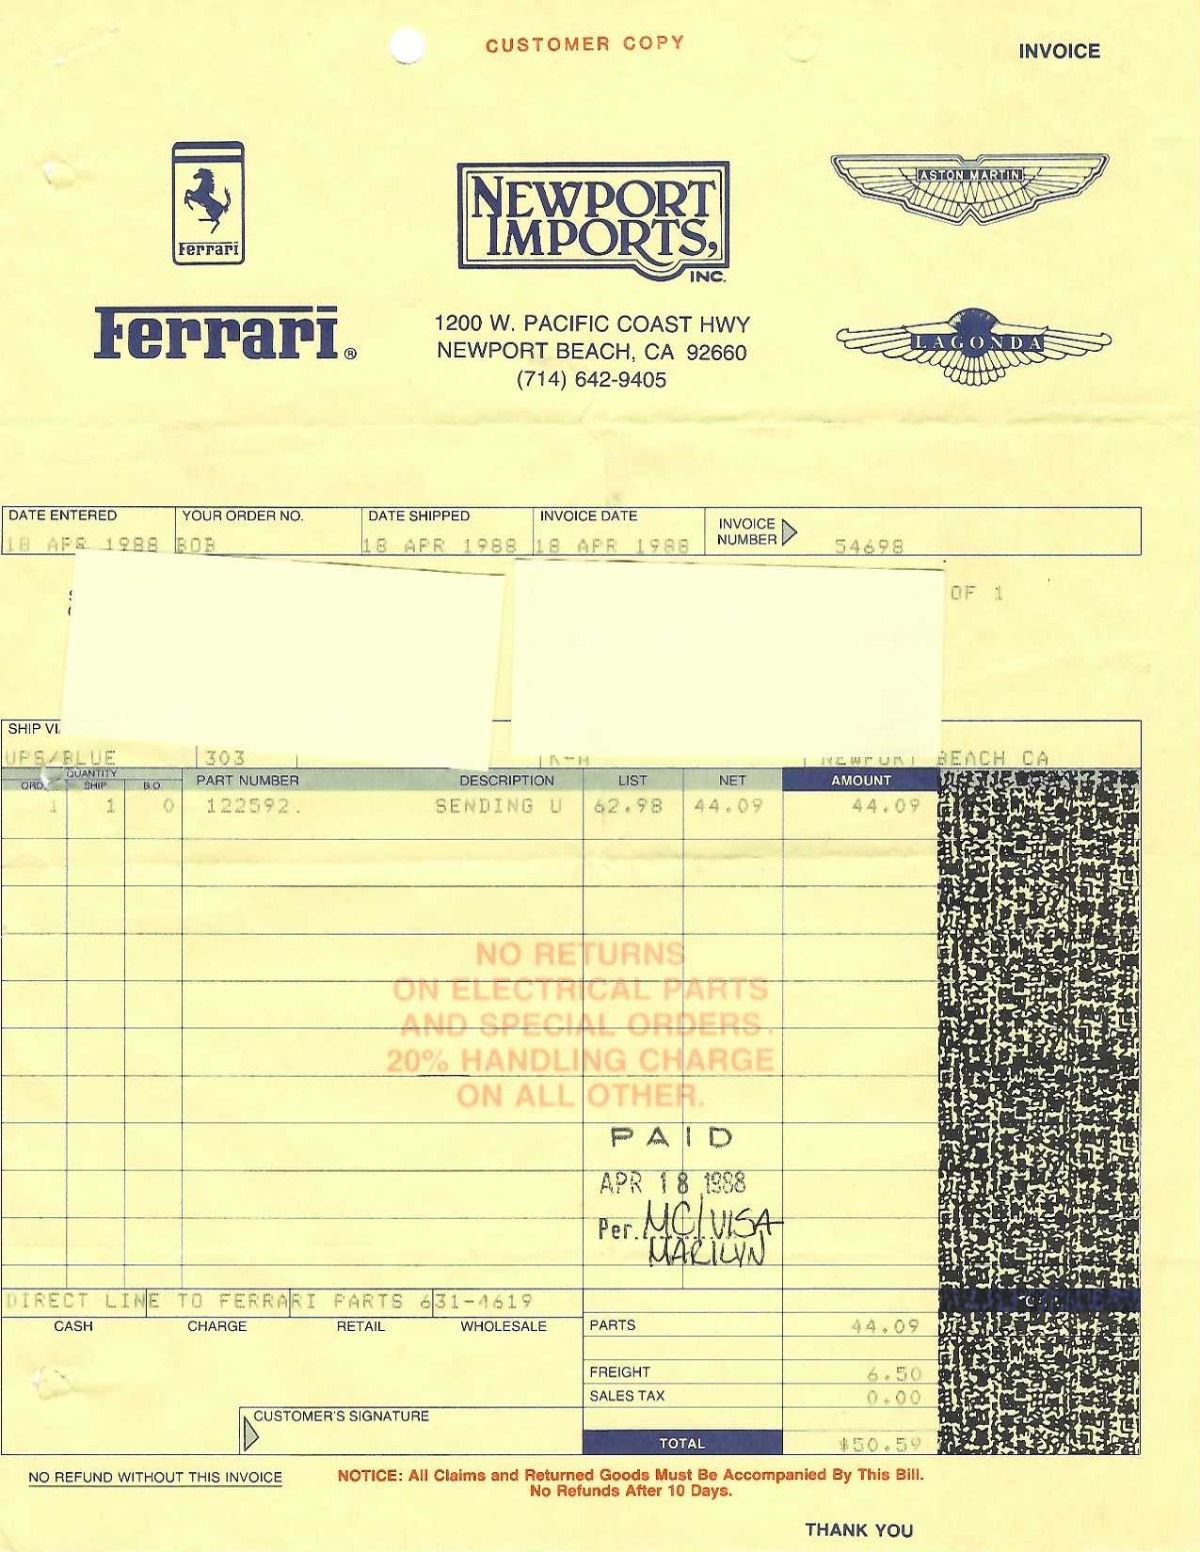 CUSTOMER COPY
INVOICE
Ferrari
NEWPORT IMPORTS, INC.
ASTON MARTIN
Ferrari®
1200 W. PACIFIC COAST HWY
NEWPORT BEACH, CA 92660
(714) 642-9405
LAGONDA
DATE ENTERED YOUR ORDER NO. DATE SHIPPED INVOICE DATE INVOICE NUMBER
18 APR 1988 BOB 18 APR 1988 18 APR 1988 54698
OF 1
SHIP VI
UPS/BLUE 303 NEWPORT BEACH CA
QUANTITY
ORD. SHIP B.O. PART NUMBER DESCRIPTION LIST NET AMOUNT
1 1 0 122592. SENDING U 62.98 44.09 44.09
NO RETURNS
ON ELECTRICAL PARTS
AND SPECIAL ORDERS.
20% HANDLING CHARGE
ON ALL OTHER.
PAID
APR 18 1988
Per. MC/VISA
MARILYN
DIRECT LINE TO FERRARI PARTS 631-4619
CASH CHARGE RETAIL WHOLESALE PARTS 44.09
FREIGHT 6.50
SALES TAX 0.00
CUSTOMER'S SIGNATURE
TOTAL $50.59
NO REFUND WITHOUT THIS INVOICE
NOTICE: All Claims and Returned Goods Must Be Accompanied By This Bill.
No Refunds After 10 Days.
THANK YOU